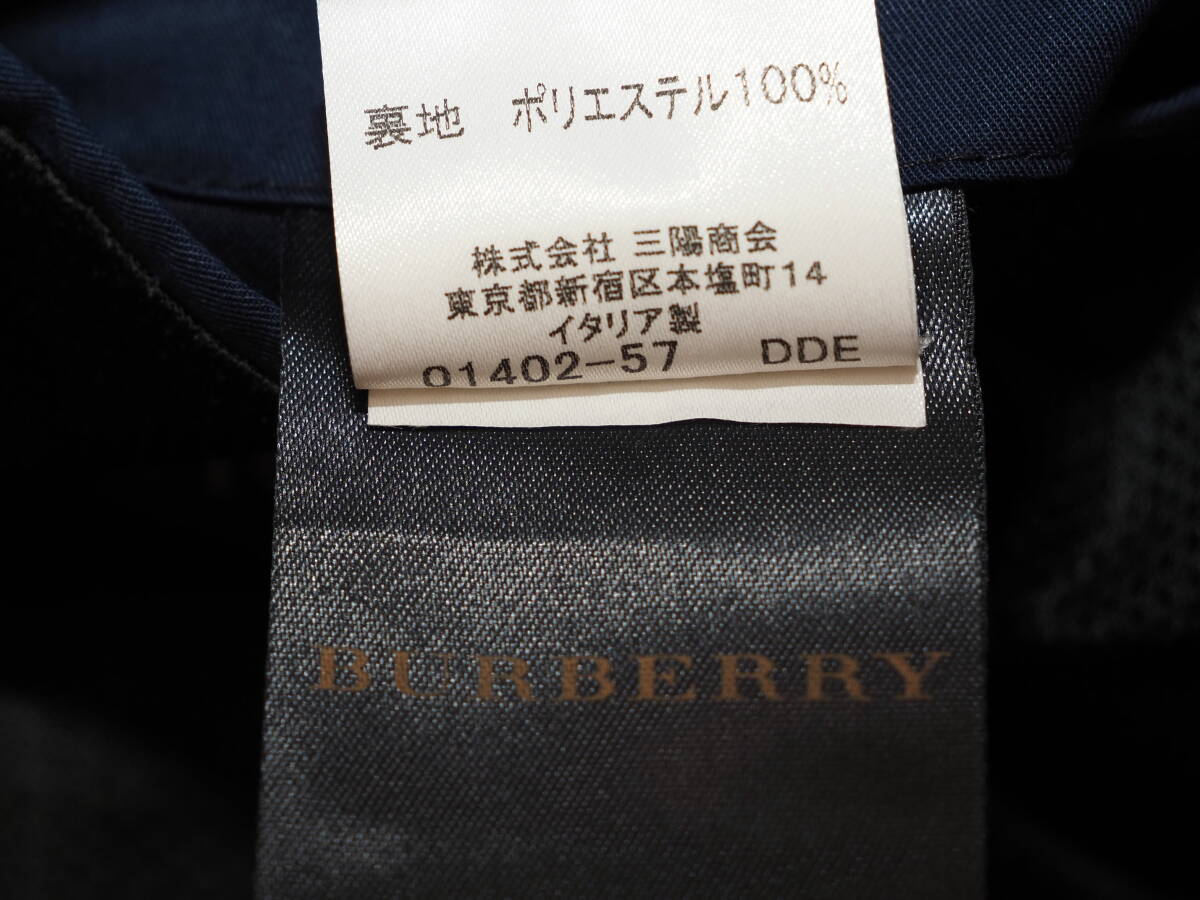 裏地 ポリエステル100%
株式会社 三陽商会
東京都新宿区本塩町14
イタリア製
01402-57 DDE
BURBERRY